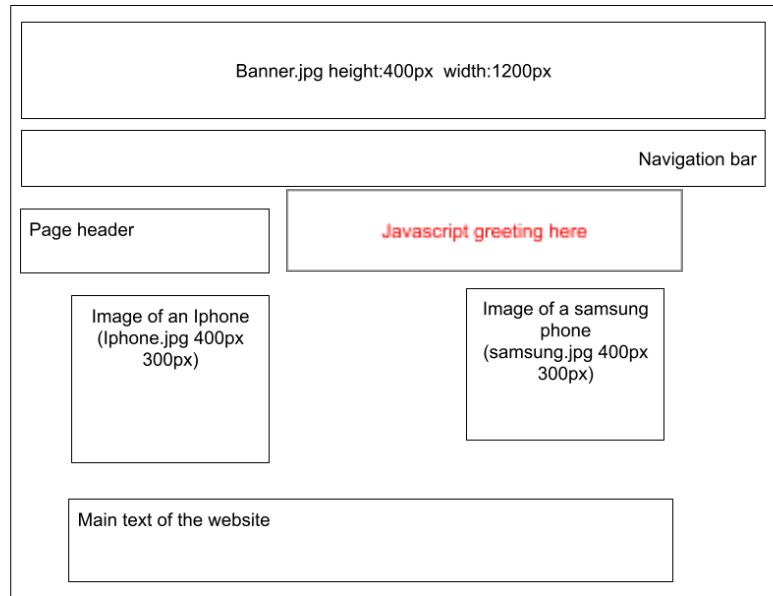 Banner.jpg height:400px  width:1200px
Navigation bar
Page header
Javascript greeting here
Image of an Iphone
(Iphone.jpg 400px
300px)
Image of a samsung
phone
(samsung.jpg 400px
300px)
Main text of the website